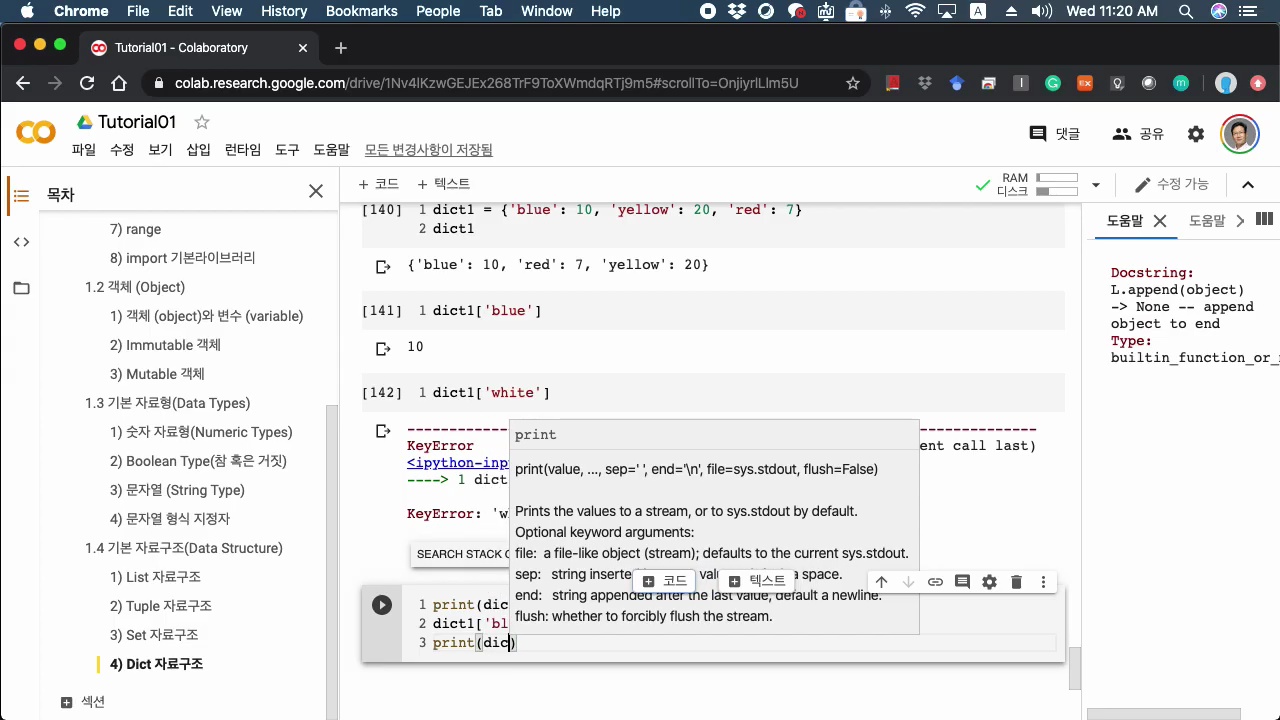 Chrome File Edit View History Bookmarks People Tab Window Help Wed 11:20 AM
Tutorial01 - Colaboratory
colab.research.google.com/drive/1Nv4lKzwGEJEx268TrF9ToXWmdqRTj9m5#scrollTo=OnjiyrlLlm5U
CO Tutorial01
댓글 공유
파일 수정 보기 삽입 런타임 도구 도움말 모든 변경사항이 저장됨
목차
7) range
8) import 기본라이브러리
1.2 객체 (Object)
1) 객체 (object)와 변수 (variable)
2) Immutable 객체
3) Mutable 객체
1.3 기본 자료형(Data Types)
1) 숫자 자료형(Numeric Types)
2) Boolean Type(참 혹은 거짓)
3) 문자열 (String Type)
4) 문자열 형식 지정자
1.4 기본 자료구조(Data Structure)
1) List 자료구조
2) Tuple 자료구조
3) Set 자료구조
4) Dict 자료구조
섹션
+ 코드 + 텍스트
RAM
디스크
수정 가능
[140] 1 dict1 = {'blue': 10, 'yellow': 20, 'red': 7}
2 dict1
{'blue': 10, 'red': 7, 'yellow': 20}
[141] 1 dict1['blue']
10
[142] 1 dict1['white']
KeyError ent call last)
<ipython-inp
----> 1 dict
KeyError: 'w
SEARCH STACK
print
print(value, ..., sep=' ', end='\n', file=sys.stdout, flush=False)
Prints the values to a stream, or to sys.stdout by default.
Optional keyword arguments:
file: a file-like object (stream); defaults to the current sys.stdout.
sep: string inserte a space.
코드 텍스트
end: string appended after the last value, default a newline.
flush: whether to forcibly flush the stream.
1 print(dic
2 dict1['bl
3 print(dic)
도움말 도움말
Docstring:
L.append(object)
-> None -- append
object to end
Type:
builtin_function_or_